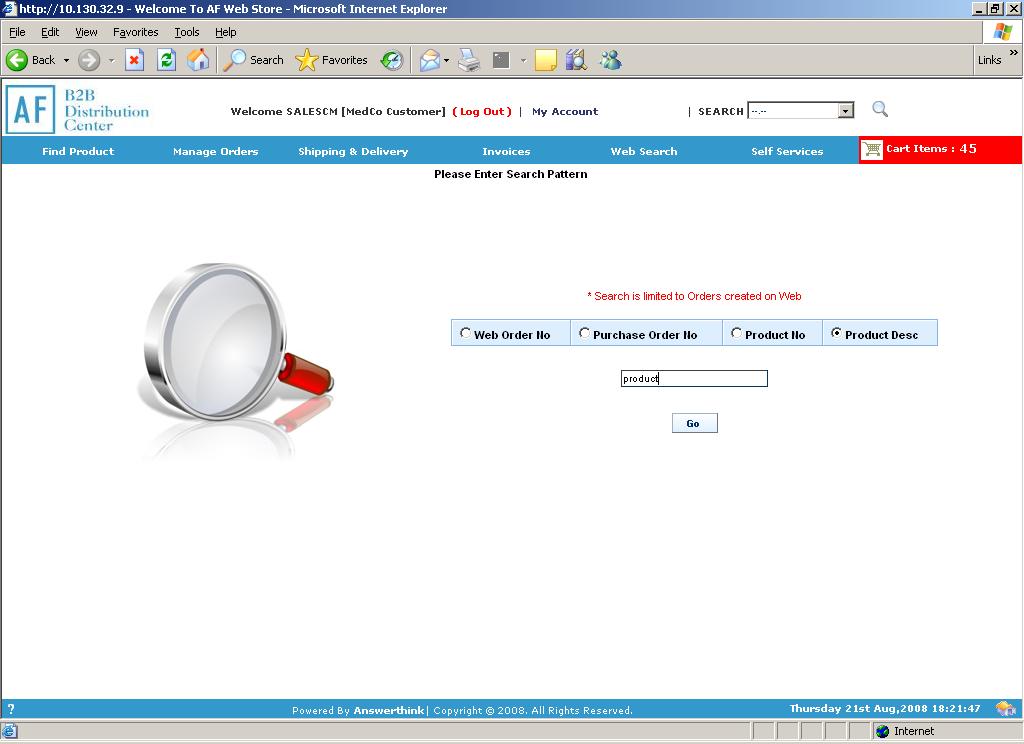 http://10.130.32.9 - Welcome To AF Web Store - Microsoft Internet Explorer
File Edit View Favorites Tools Help
Back Search Favorites Links »
AF B2B Distribution Center
Welcome SALESCM [MedCo Customer] ( Log Out ) | My Account | SEARCH --.--
Find Product Manage Orders Shipping & Delivery Invoices Web Search Self Services Cart Items : 45
Please Enter Search Pattern
* Search is limited to Orders created on Web
Web Order No Purchase Order No Product No Product Desc
product
Go
? Powered By Answerthink | Copyright © 2008. All Rights Reserved. Thursday 21st Aug,2008 18:21:47
Internet